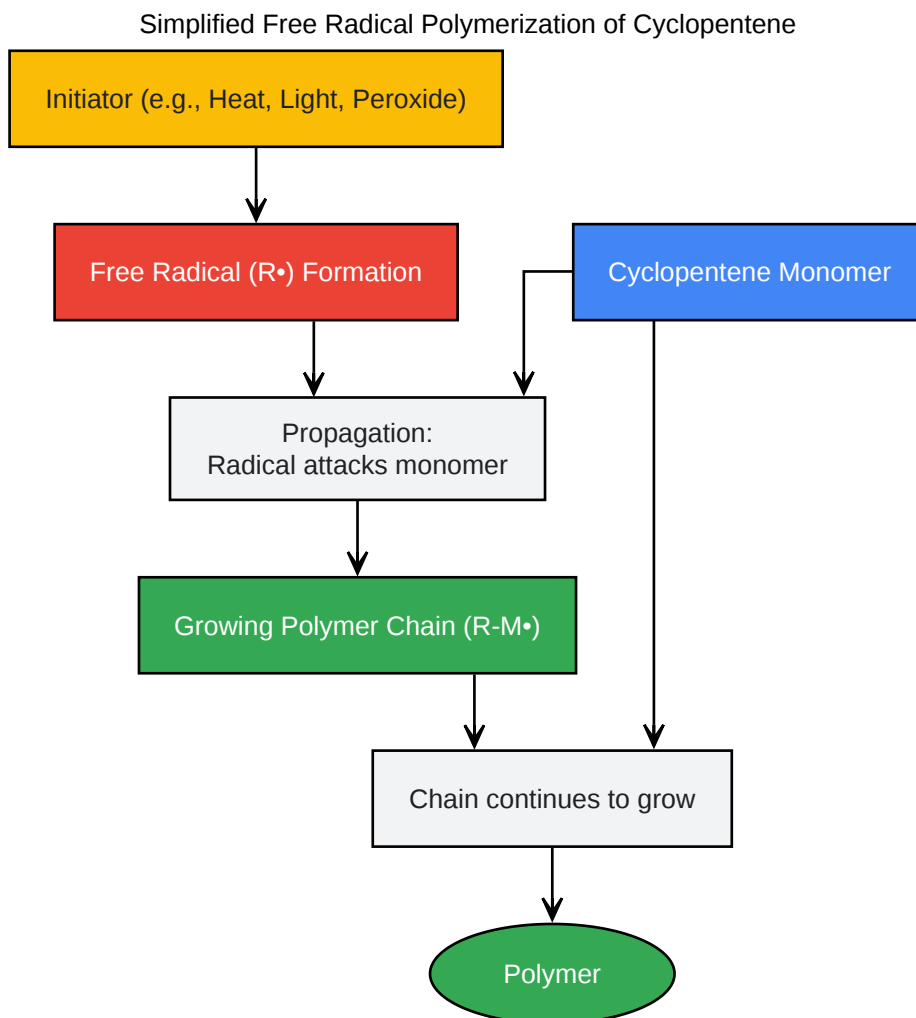 Simplified Free Radical Polymerization of Cyclopentene
Initiator (e.g., Heat, Light, Peroxide)
Free Radical (R•) Formation
Cyclopentene Monomer
Propagation:
Radical attacks monomer
Growing Polymer Chain (R-M•)
Chain continues to grow
Polymer